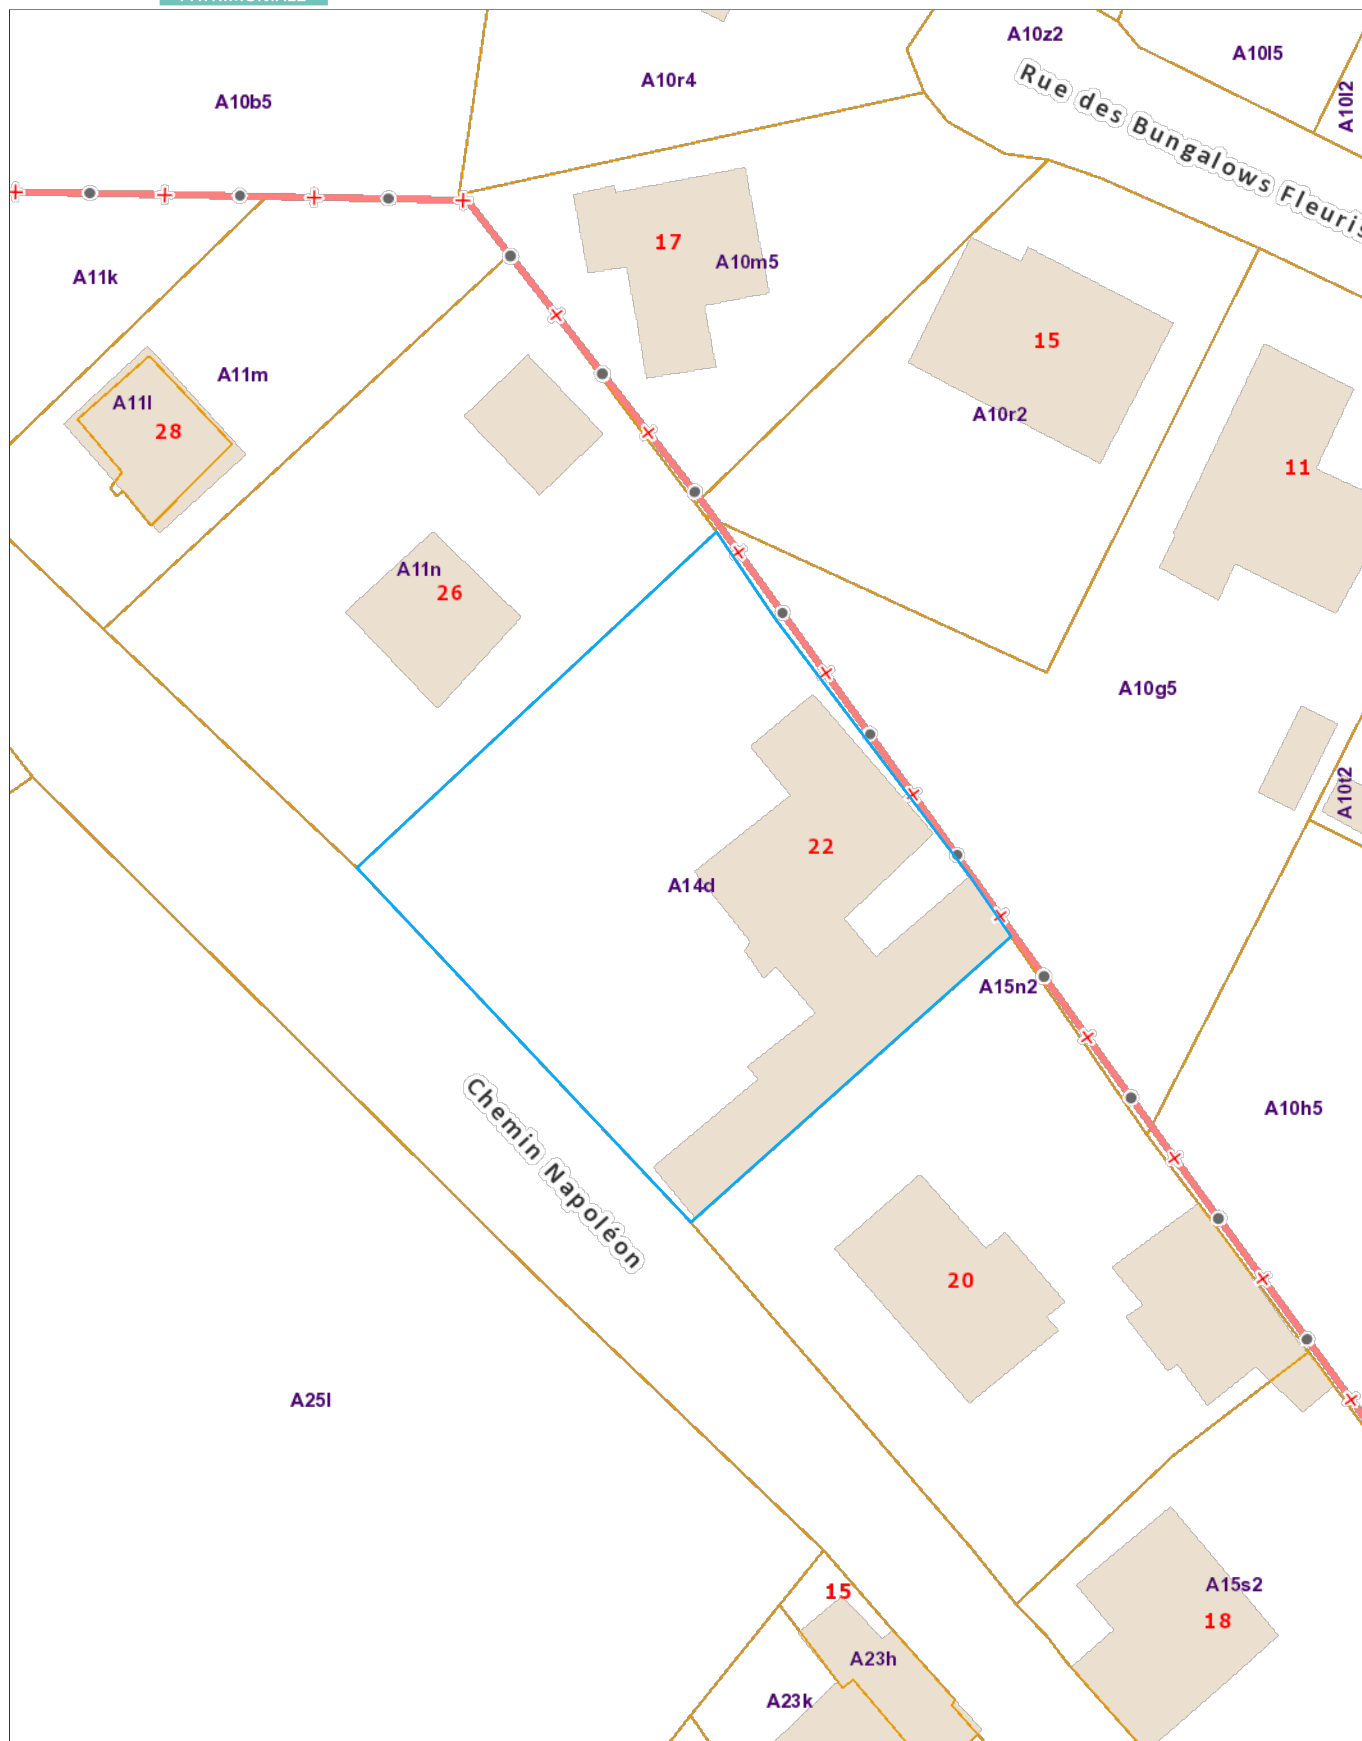 A10z2
A10l5
A10r4
A10l2
A10b5
Rue des Bungalows Fleuris
17
A10m5
A11k
15
A11m
A11l
A10r2
28
11
A11n
26
A10g5
A10t2
22
A14d
A15n2
Chemin Napoléon
A10h5
20
A25l
15
A15s2
18
A23h
A23k